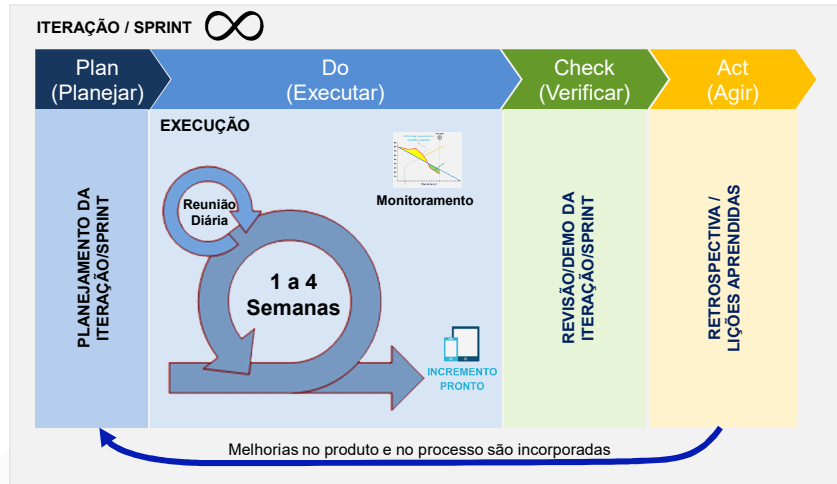 ITERAÇÃO / SPRINT
Plan
(Planejar)
Do
(Executar)
Check
(Verificar)
Act
(Agir)
PLANEJAMENTO DA
ITERAÇÃO/SPRINT
EXECUÇÃO
Reunião
Diária
1 a 4
Semanas
Monitoramento
INCREMENTO
PRONTO
REVISÃO/DEMO DA
ITERAÇÃO/SPRINT
RETROSPECTIVA /
LIÇÕES APRENDIDAS
Melhorias no produto e no processo são incorporadas